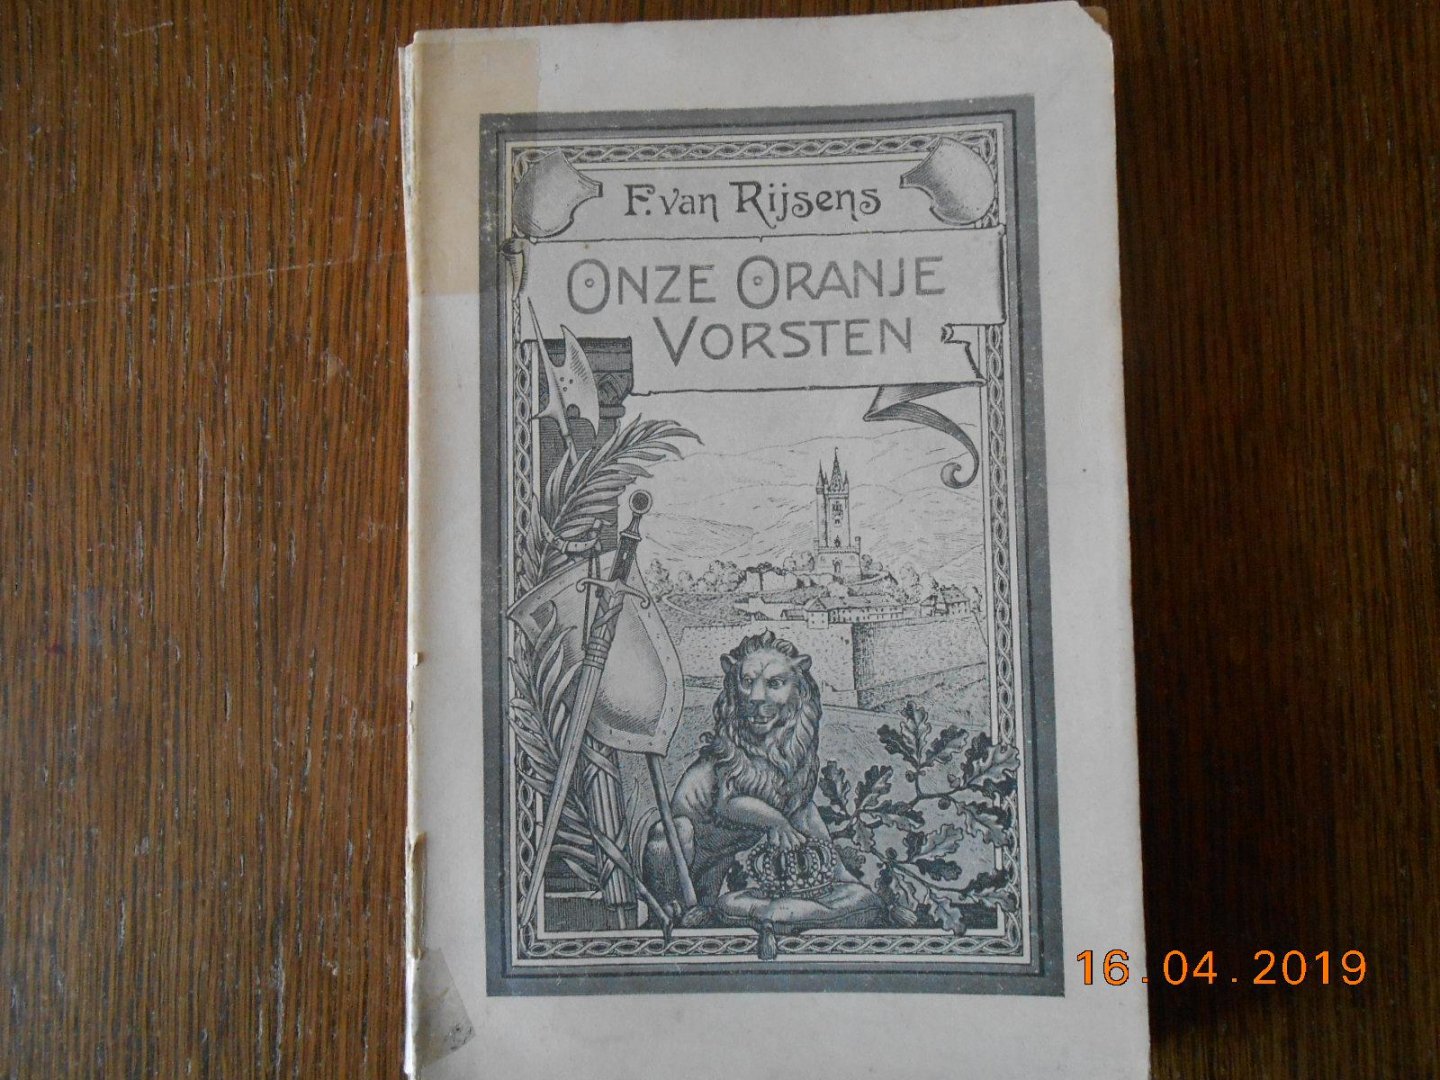 F. van Rijsens
ONZE ORANJE
VORSTEN
16.04.2019